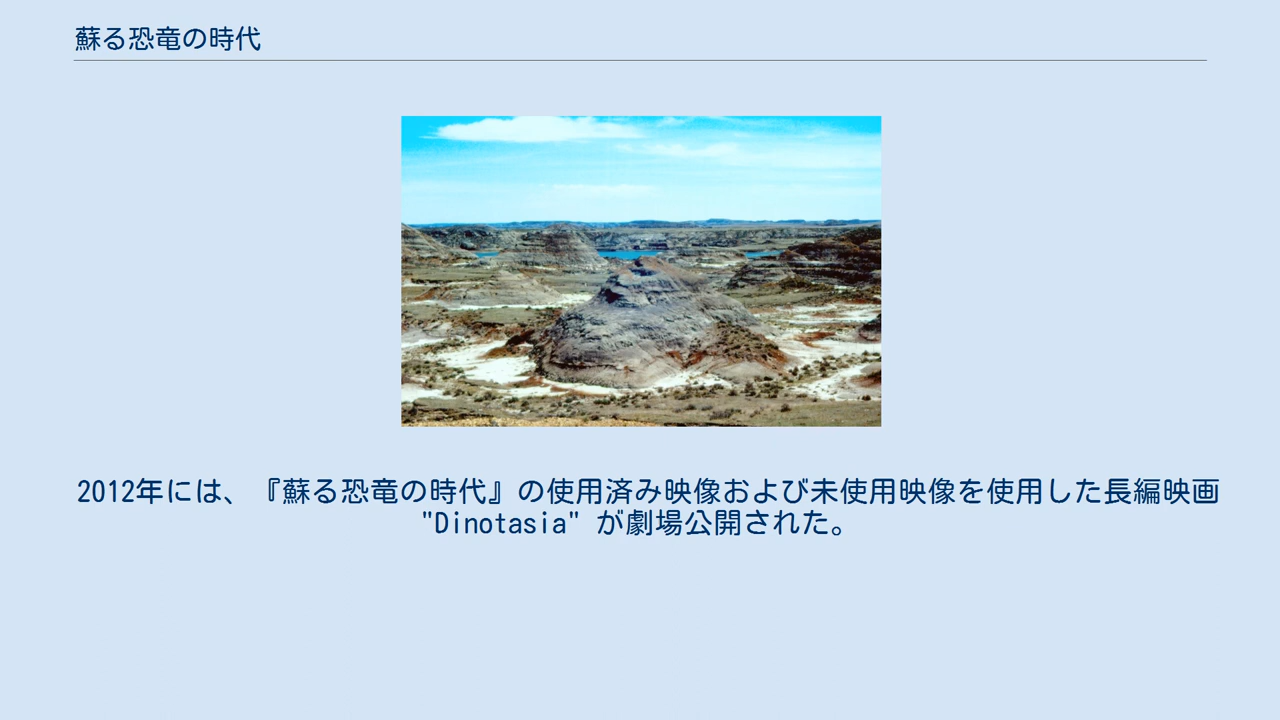 蘇る恐竜の時代
2012年には、『蘇る恐竜の時代』の使用済み映像および未使用映像を使用した長編映画
"Dinotasia" が劇場公開された。